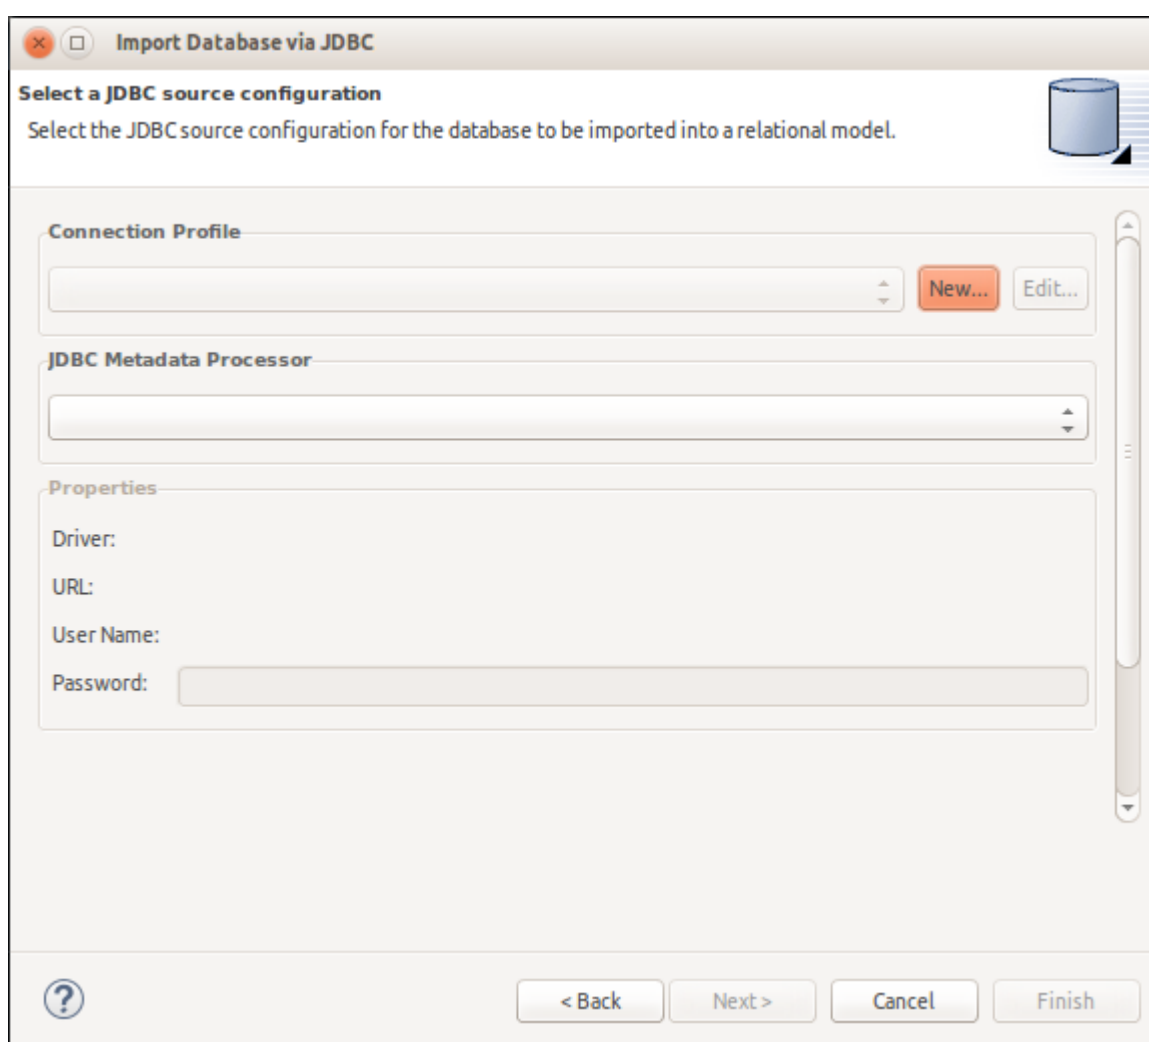 Import Database via JDBC
Select a JDBC source configuration
Select the JDBC source configuration for the database to be imported into a relational model.
Connection Profile
New... Edit...
JDBC Metadata Processor
Properties
Driver:
URL:
User Name:
Password:
? < Back Next > Cancel Finish